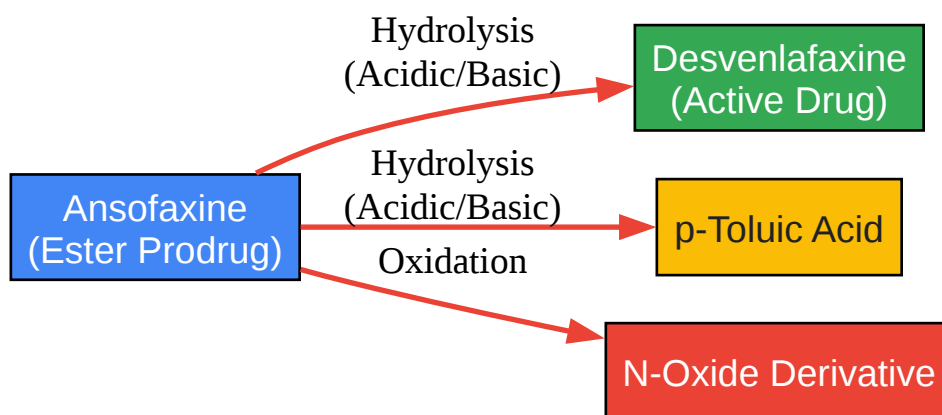 Hydrolysis
(Acidic/Basic)
Desvenlafaxine
(Active Drug)
Ansofaxine
(Ester Prodrug)
Hydrolysis
(Acidic/Basic)
p-Toluic Acid
Oxidation
N-Oxide Derivative